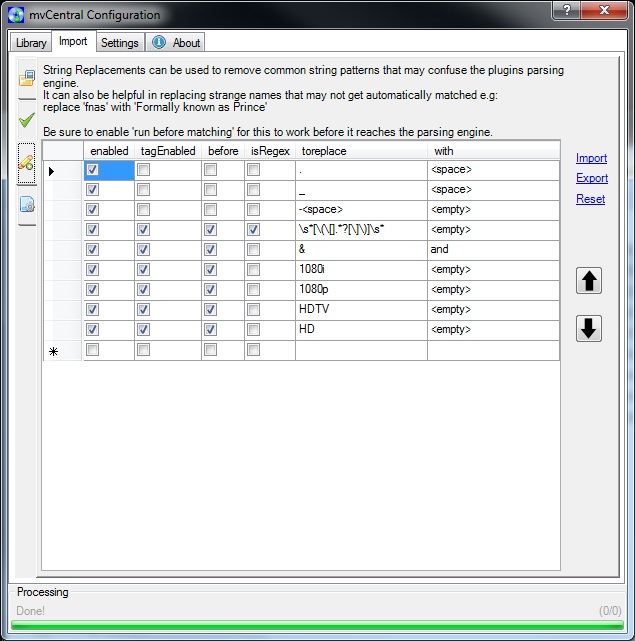 mvCentral Configuration
?
Library Import Settings About
String Replacements can be used to remove common string patterns that may confuse the plugins parsing
engine.
It can also be helpful in replacing strange names that may not get automatically matched e.g:
replace 'fnas' with 'Formally known as Prince'
Be sure to enable 'run before matching' for this to work before it reaches the parsing engine.
enabled tagEnabled before isRegex toreplace with
. <space>
_ <space>
-<space> <empty>
\s*[\(\[].*?[\]\)]\s* <empty>
& and
1080i <empty>
1080p <empty>
HDTV <empty>
HD <empty>
Import
Export
Reset
Processing
Done! (0/0)